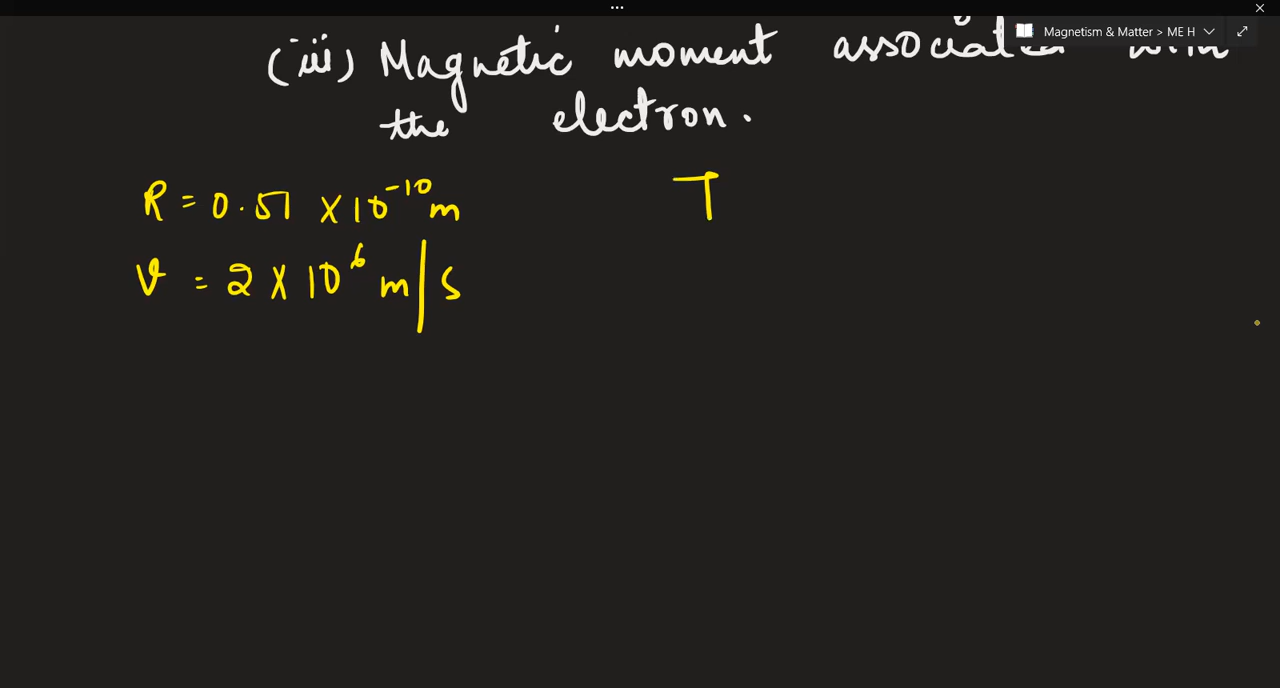 Magnetism & Matter > ME H
(iii) Magnetic moment associated with
the electron.
R = 0.51 × 10⁻¹⁰ m T
v = 2 × 10⁶ m/s